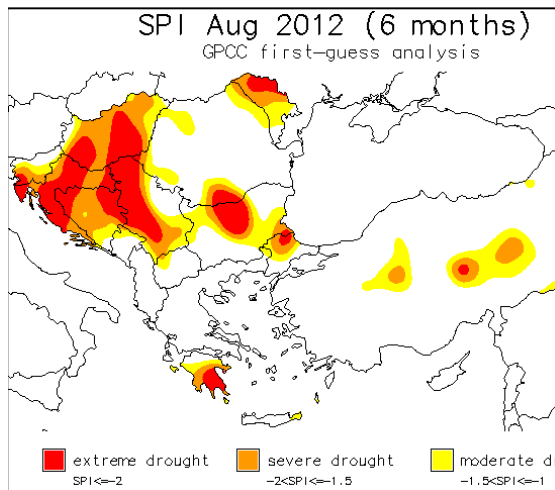 SPI Aug 2012 (6 months)
GPCC first-guess analysis
extreme drought severe drought moderate d
SPI<=-2 -2<SPI<=-1.5 -1.5<SPI<=-1